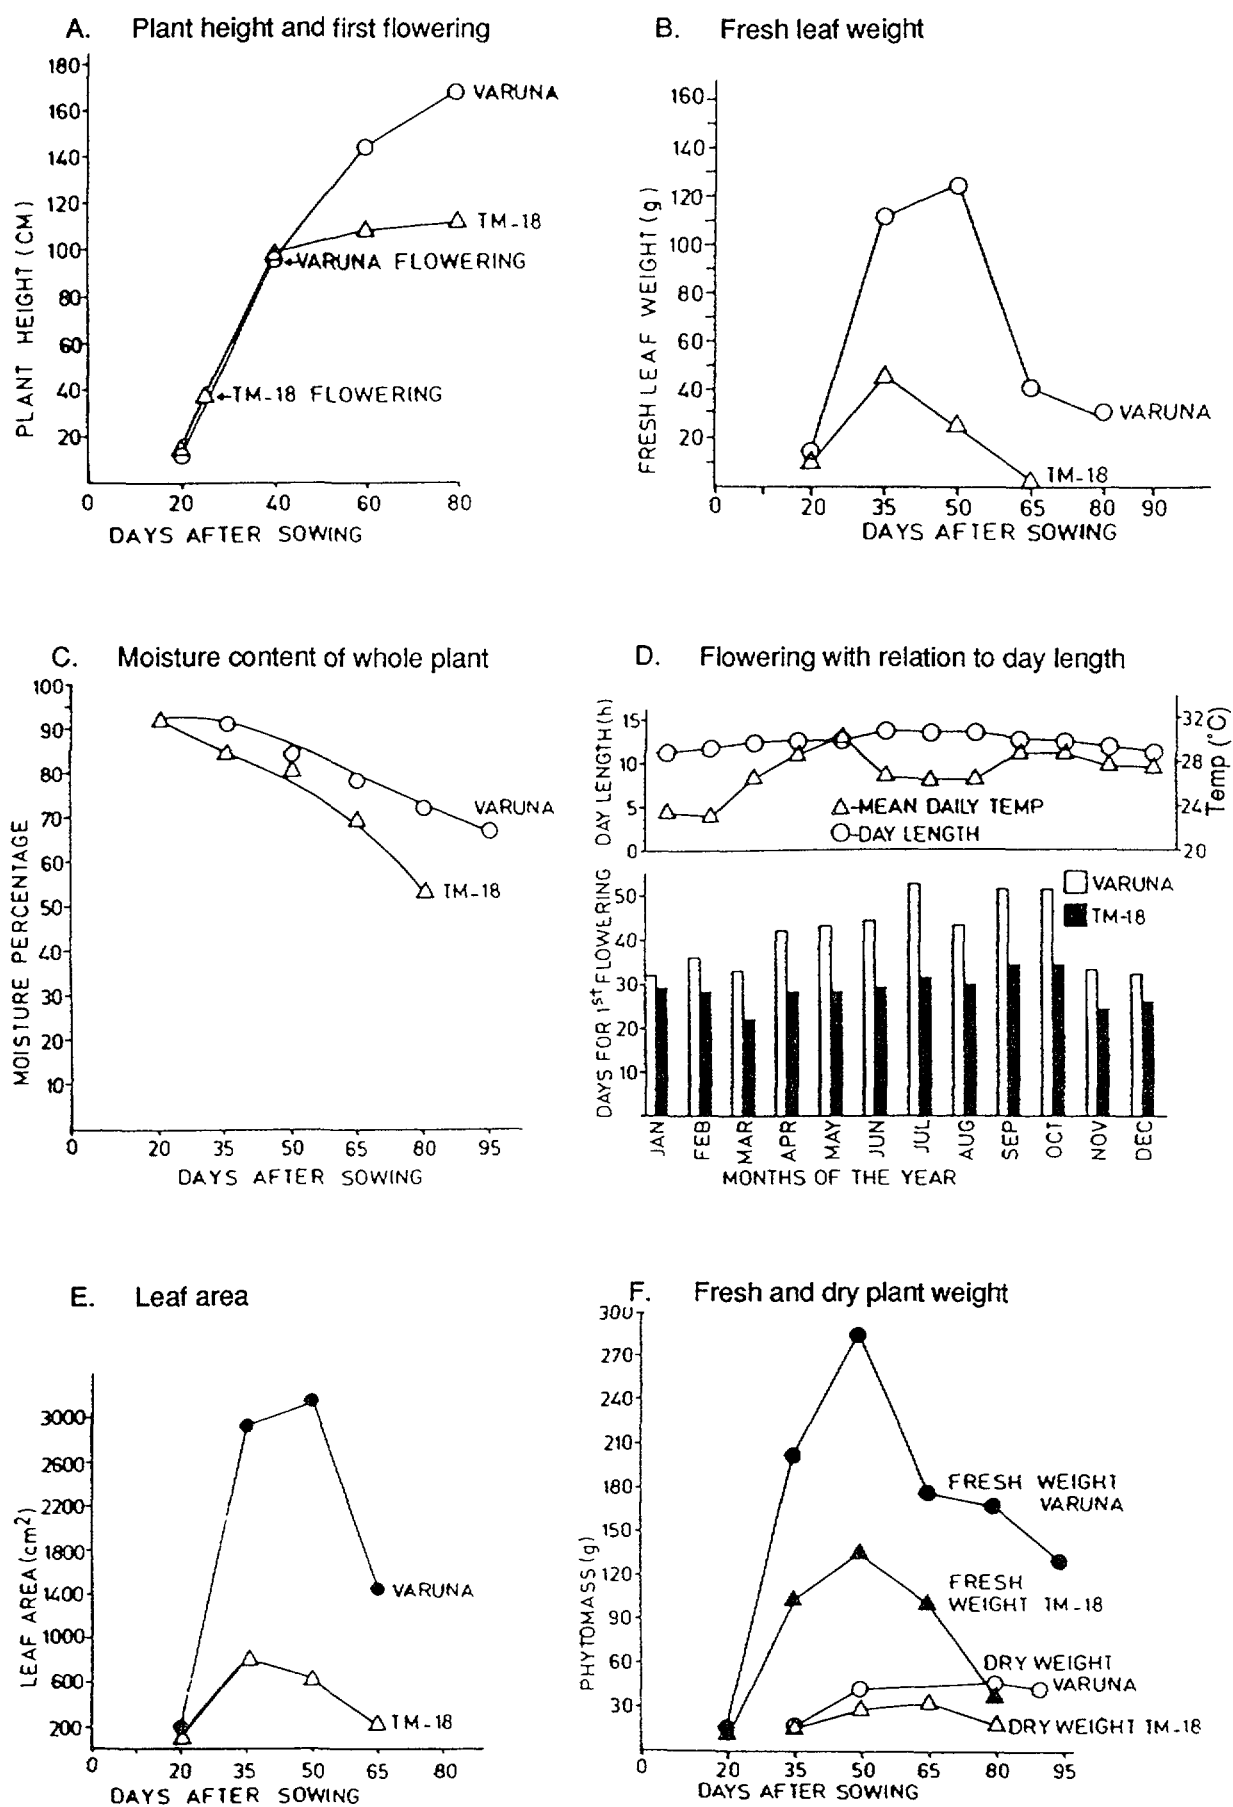 A. Plant height and first flowering
180
160
140
120
100
80
60
40
20
PLANT HEIGHT (CM)
VARUNA
TM-18
VARUNA FLOWERING
TM-18 FLOWERING
0 20 40 60 80
DAYS AFTER SOWING
B. Fresh leaf weight
160
140
120
100
80
60
40
20
FRESH LEAF WEIGHT (g)
VARUNA
TM-18
0 20 35 50 65 80 90
DAYS AFTER SOWING
C. Moisture content of whole plant
100
90
80
70
60
50
40
30
20
10
MOISTURE PERCENTAGE
VARUNA
TM-18
0 20 35 50 65 80 95
DAYS AFTER SOWING
D. Flowering with relation to day length
DAY LENGTH (h)
15
10
5
0
32
28
24
20
Temp (°C)
MEAN DAILY TEMP
DAY LENGTH
VARUNA
TM-18
DAYS FOR 1st FLOWERING
50
40
30
20
10
JAN FEB MAR APR MAY JUN JUL AUG SEP OCT NOV DEC
MONTHS OF THE YEAR
E. Leaf area
3000
2600
2200
1800
1400
1000
600
200
LEAF AREA (cm2)
VARUNA
TM-18
0 20 35 50 65 80
DAYS AFTER SOWING
F. Fresh and dry plant weight
300
270
240
210
180
150
120
90
60
30
PHYTOMASS (g)
FRESH WEIGHT
VARUNA
FRESH
WEIGHT TM-18
DRY WEIGHT
VARUNA
DRY WEIGHT TM-18
0 20 35 50 65 80 95
DAYS AFTER SOWING